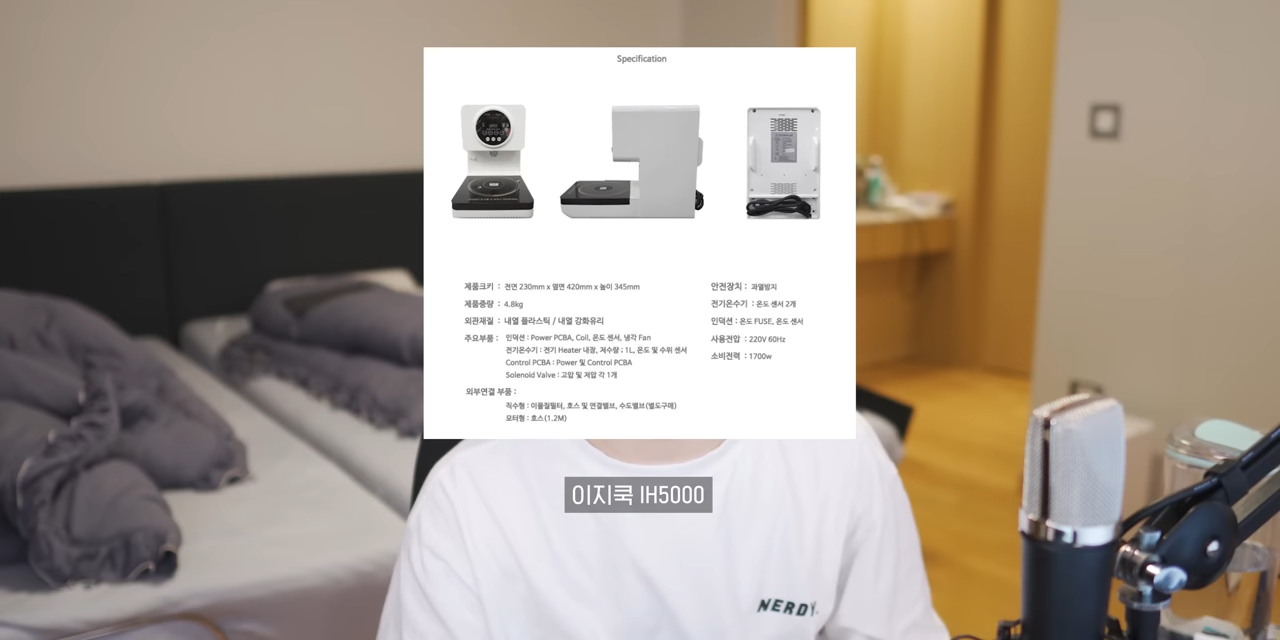 Specification
제품크키 : 전면 230mm x 옆면 420mm x 높이 345mm
제품중량 : 4.8kg
외관재질 : 내열 플라스틱 / 내열 강화유리
주요부품 : 인덕션 : Power PCBA, Coil, 온도 센서, 냉각 Fan
전기온수기 : 전기 Heater 내장, 저수량 ; 1L, 온도 및 수위 센서
Control PCBA : Power 및 Control PCBA
Solenoid Valve : 고압 및 저압 각 1개
외부연결 부품 :
직수형 : 이물질필터, 호스 및 연결밸브, 수도밸브(별도구매)
모터형 : 호스(1.2M)
안전장치 : 과열방지
전기온수기 : 온도 센서 2개
인덕션 : 온도 FUSE, 온도 센서
사용전압 : 220V 60Hz
소비전력 : 1700w
이지쿡 IH5000
NERDY.